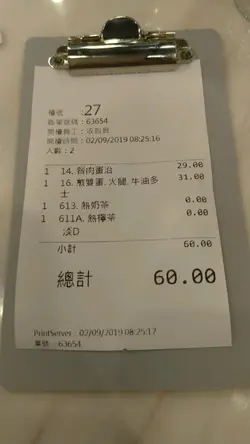 檯號 :27
賬單號碼 : 63654
開檯員工 : 收銀員
開檯時間 : 02/09/2019 08:25:16
人數 : 2
1 14. 餐肉蛋治 29.00
1 16. 煎雙蛋. 火腿. 牛油多 31.00
士
1 613. 熱奶茶 0.00
1 611A. 熱檸茶 0.00
淡D
小計 60.00
總計 60.00
PrintServer : 02/09/2019 08:25:17
單號 : 63654